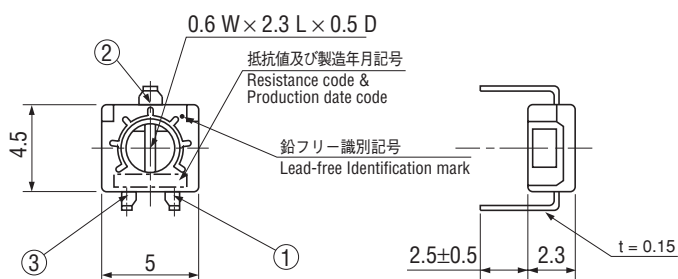 0.6 W × 2.3 L × 0.5 D
②
抵抗値及び製造年月記号
Resistance code &
Production date code
鉛フリー識別記号
Lead-free Identification mark
4.5
③
①
5
2.5±0.5
2.3
t = 0.15